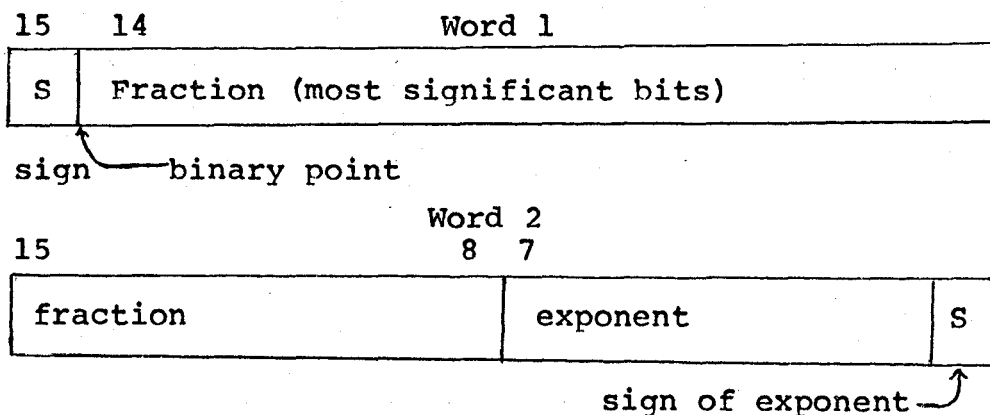 15 14 Word 1
S Fraction (most significant bits)
sign binary point
Word 2
15 8 7
fraction exponent S
sign of exponent